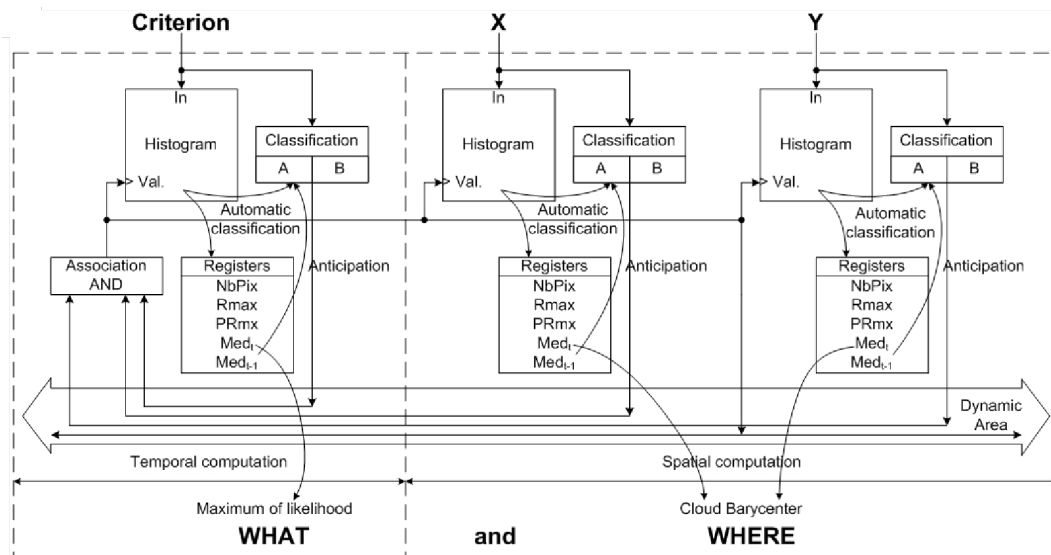 Criterion
X
Y
In
Histogram
Val.
Classification
A B
Automatic
classification
Association
AND
Registers
NbPix
Rmax
PRmx
Medt
Medt-1
Anticipation
In
Histogram
Val.
Classification
A B
Automatic
classification
Registers
NbPix
Rmax
PRmx
Medt
Medt-1
Anticipation
In
Histogram
Val.
Classification
A B
Automatic
classification
Registers
NbPix
Rmax
PRmx
Medt
Medt-1
Anticipation
Dynamic
Area
Temporal computation
Spatial computation
Maximum of likelihood
Cloud Barycenter
WHAT and WHERE